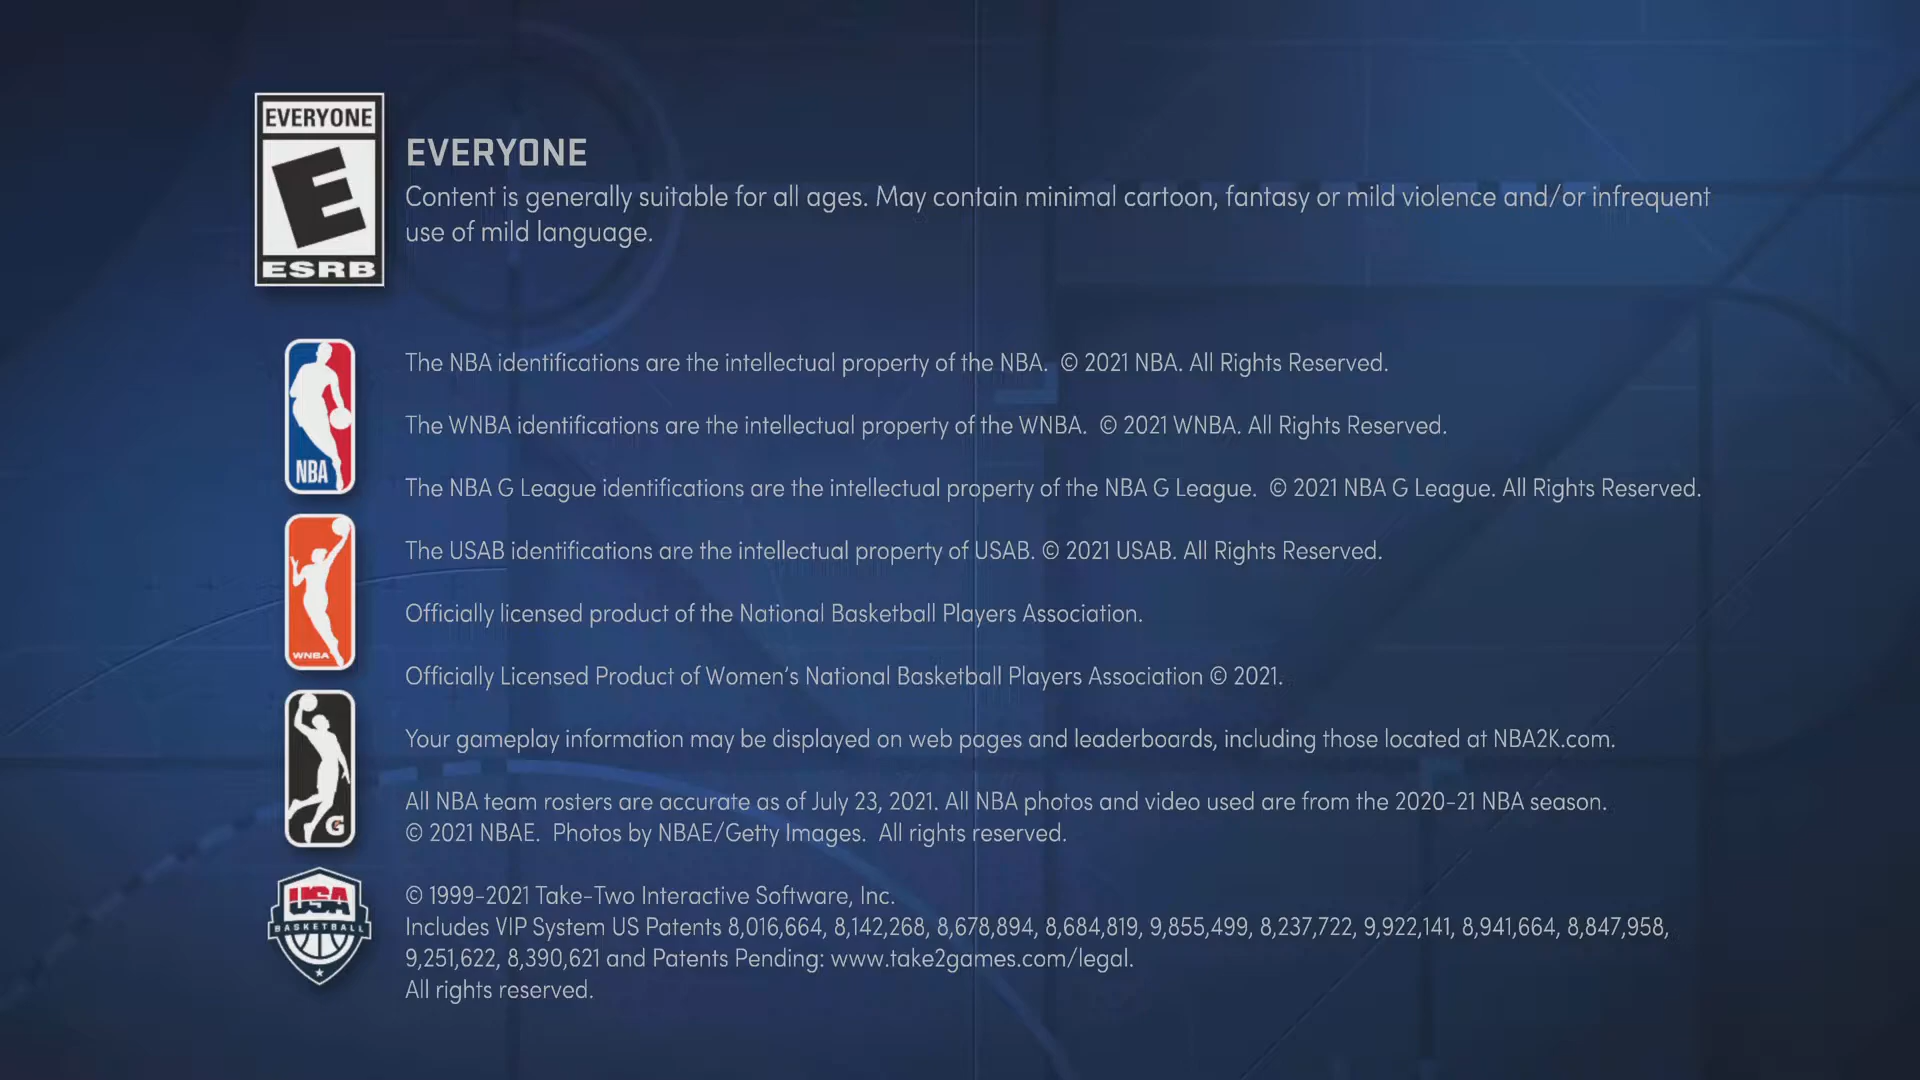 EVERYONE
E
ESRB
EVERYONE
Content is generally suitable for all ages. May contain minimal cartoon, fantasy or mild violence and/or infrequent
use of mild language.
NBA
The NBA identifications are the intellectual property of the NBA.  © 2021 NBA. All Rights Reserved.
The WNBA identifications are the intellectual property of the WNBA.  © 2021 WNBA. All Rights Reserved.
The NBA G League identifications are the intellectual property of the NBA G League.  © 2021 NBA G League. All Rights Reserved.
WNBA
The USAB identifications are the intellectual property of USAB. © 2021 USAB. All Rights Reserved.
Officially licensed product of the National Basketball Players Association.
Officially Licensed Product of Women’s National Basketball Players Association © 2021.
G
Your gameplay information may be displayed on web pages and leaderboards, including those located at NBA2K.com.
All NBA team rosters are accurate as of July 23, 2021. All NBA photos and video used are from the 2020-21 NBA season.
© 2021 NBAE.  Photos by NBAE/Getty Images.  All rights reserved.
USA
BASKETBALL
© 1999-2021 Take-Two Interactive Software, Inc.
Includes VIP System US Patents 8,016,664, 8,142,268, 8,678,894, 8,684,819, 9,855,499, 8,237,722, 9,922,141, 8,941,664, 8,847,958,
9,251,622, 8,390,621 and Patents Pending: www.take2games.com/legal.
All rights reserved.